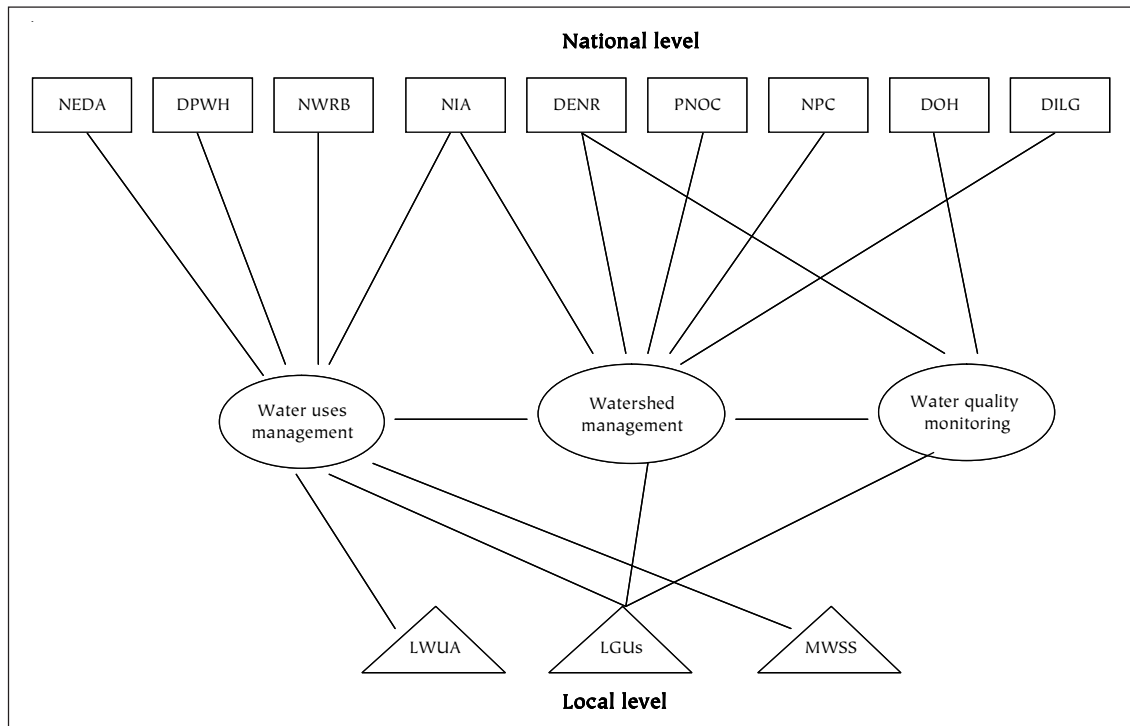 National level
NEDA
DPWH
NWRB
NIA
DENR
PNOC
NPC
DOH
DILG
Water uses
management
Watershed
management
Water quality
monitoring
LWUA
LGUs
MWSS
Local level